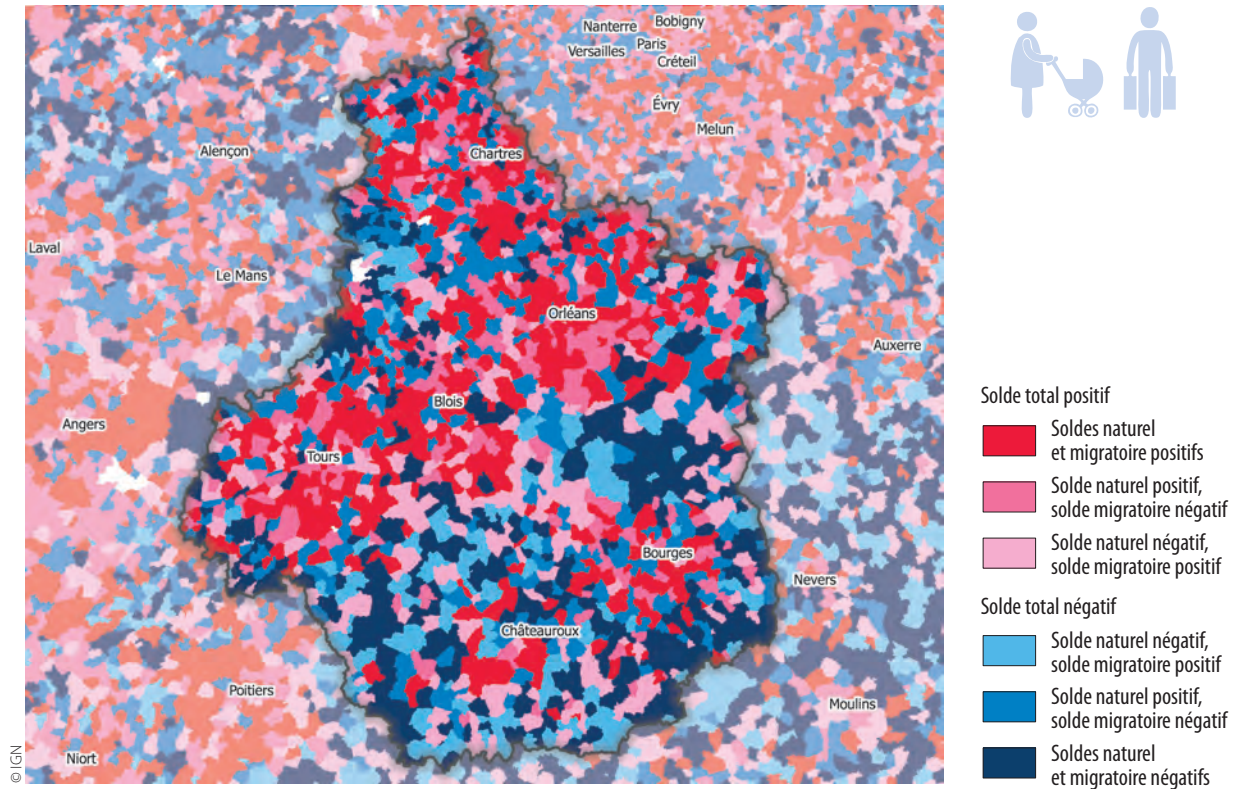 Nanterre
Bobigny
Versailles
Paris
Créteil
Évry
Melun
Alençon
Chartres
Laval
Le Mans
Orléans
Auxerre
Angers
Blois
Tours
Bourges
Nevers
Châteauroux
Poitiers
Moulins
Niort
© IGN
Solde total positif
Soldes naturel
et migratoire positifs
Solde naturel positif,
solde migratoire négatif
Solde naturel négatif,
solde migratoire positif
Solde total négatif
Solde naturel négatif,
solde migratoire positif
Solde naturel positif,
solde migratoire négatif
Soldes naturel
et migratoire négatifs